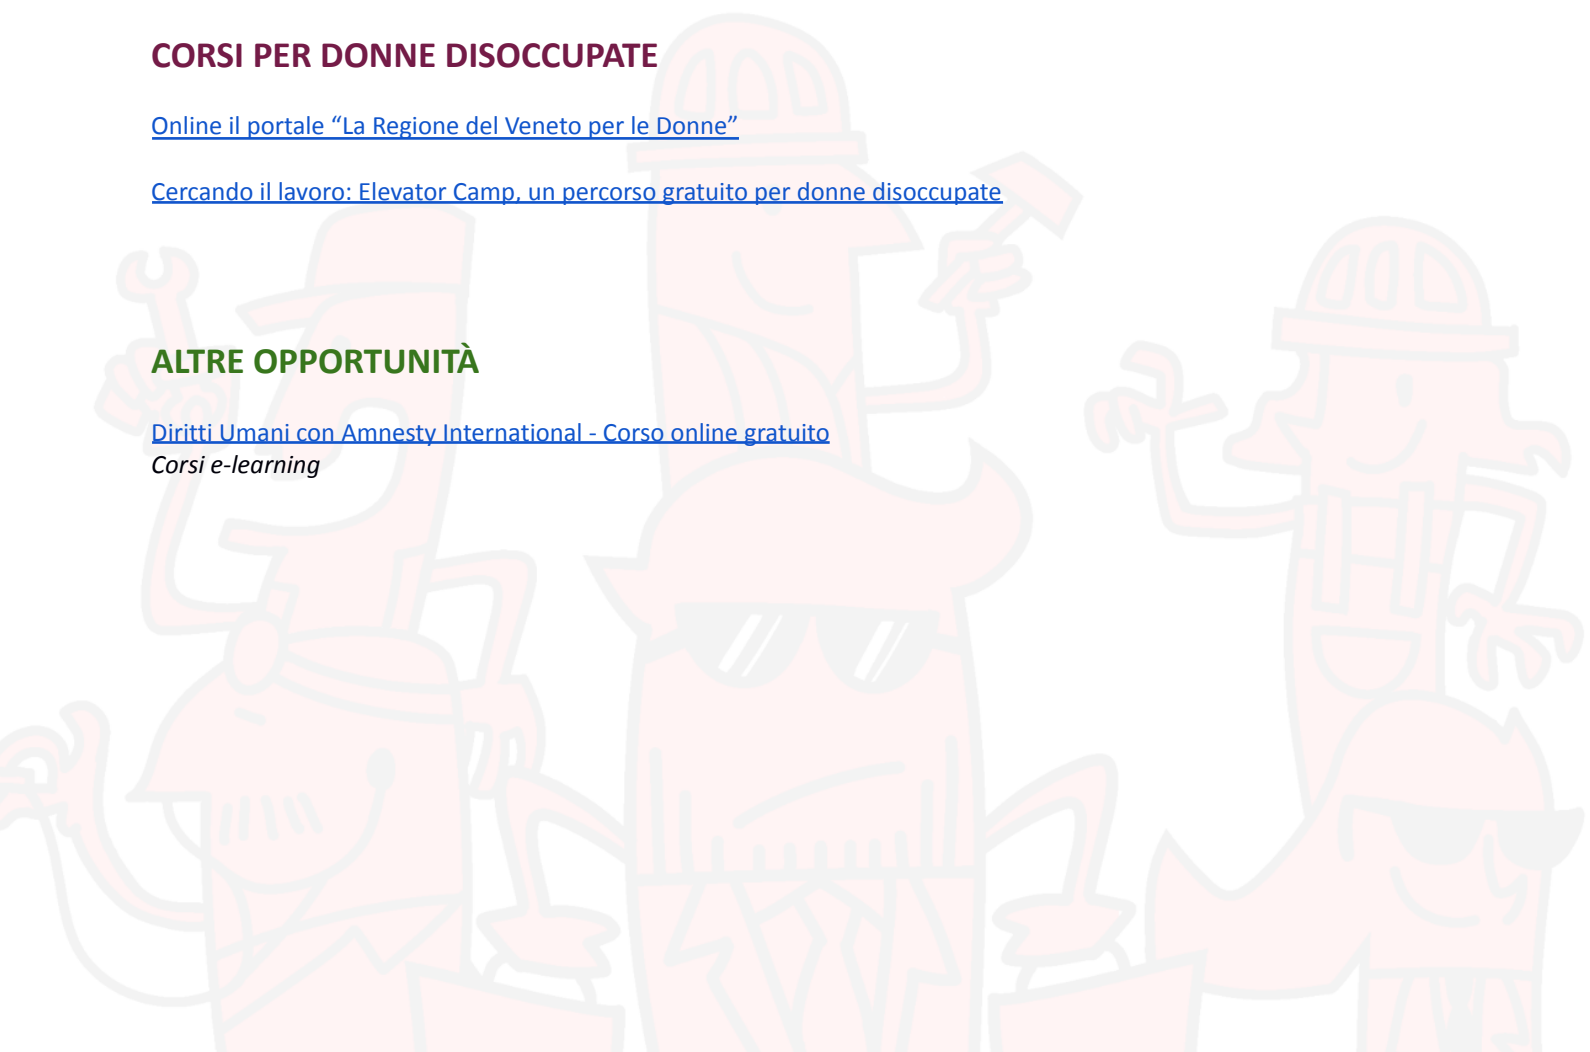 CORSI PER DONNE DISOCCUPATE
Online il portale “La Regione del Veneto per le Donne”
Cercando il lavoro: Elevator Camp, un percorso gratuito per donne disoccupate
ALTRE OPPORTUNITÀ
Diritti Umani con Amnesty International - Corso online gratuito
Corsi e-learning